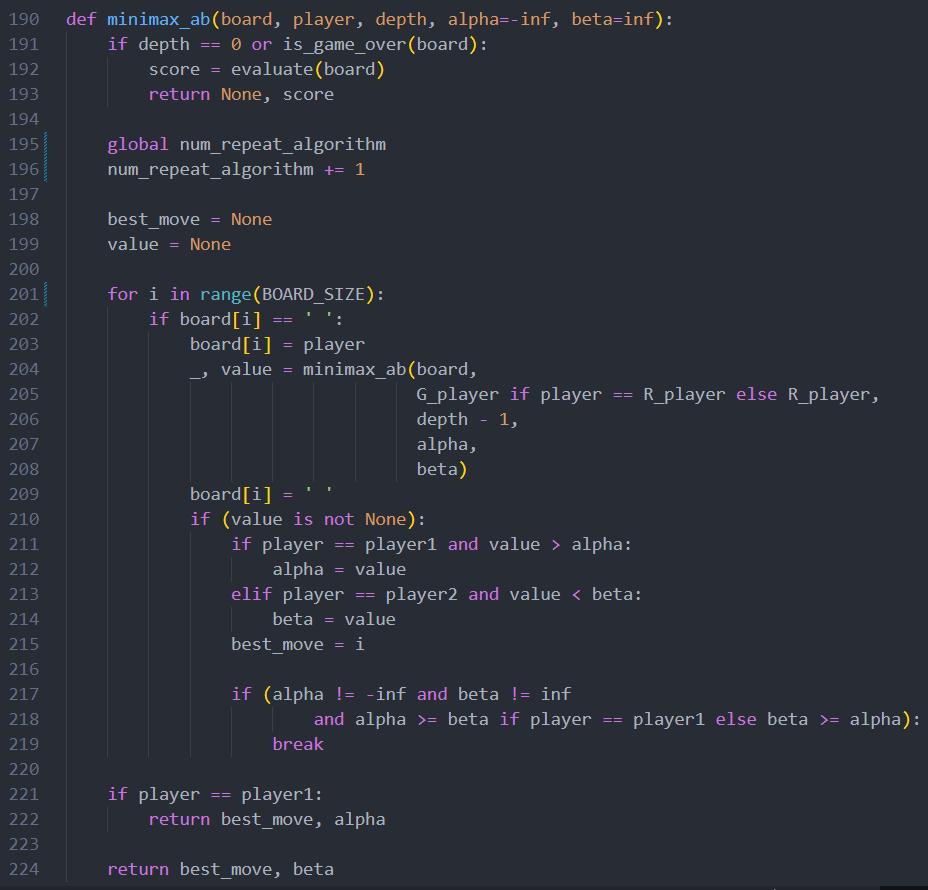 190 def minimax_ab(board, player, depth, alpha=-inf, beta=inf):
191     if depth == 0 or is_game_over(board):
192         score = evaluate(board)
193         return None, score
194
195     global num_repeat_algorithm
196     num_repeat_algorithm += 1
197
198     best_move = None
199     value = None
200
201     for i in range(BOARD_SIZE):
202         if board[i] == ' ':
203             board[i] = player
204             _, value = minimax_ab(board,
205                                   G_player if player == R_player else R_player,
206                                   depth - 1,
207                                   alpha,
208                                   beta)
209             board[i] = ' '
210             if (value is not None):
211                 if player == player1 and value > alpha:
212                     alpha = value
213                 elif player == player2 and value < beta:
214                     beta = value
215                 best_move = i
216
217                 if (alpha != -inf and beta != inf
218                         and alpha >= beta if player == player1 else beta >= alpha):
219                     break
220
221     if player == player1:
222         return best_move, alpha
223
224     return best_move, beta